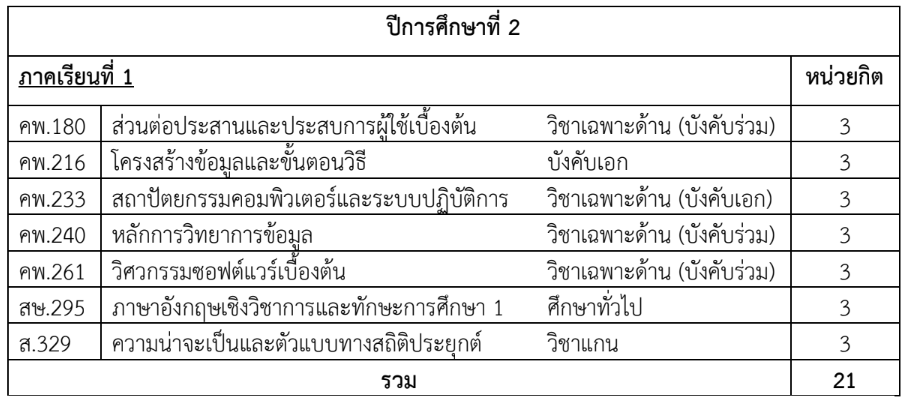 ปีการศึกษาที่ 2
ภาคเรียนที่ 1 หน่วยกิต
คพ.180 ส่วนต่อประสานและประสบการผู้ใช้เบื้องต้น วิชาเฉพาะด้าน (บังคับร่วม) 3
คพ.216 โครงสร้างข้อมูลและขั้นตอนวิธี บังคับเอก 3
คพ.233 สถาปัตยกรรมคอมพิวเตอร์และระบบปฏิบัติการ วิชาเฉพาะด้าน (บังคับเอก) 3
คพ.240 หลักการวิทยาการข้อมูล วิชาเฉพาะด้าน (บังคับร่วม) 3
คพ.261 วิศวกรรมซอฟต์แวร์เบื้องต้น วิชาเฉพาะด้าน (บังคับร่วม) 3
สษ.295 ภาษาอังกฤษเชิงวิชาการและทักษะการศึกษา 1 ศึกษาทั่วไป 3
ส.329 ความน่าจะเป็นและตัวแบบทางสถิติประยุกต์ วิชาแกน 3
รวม 21